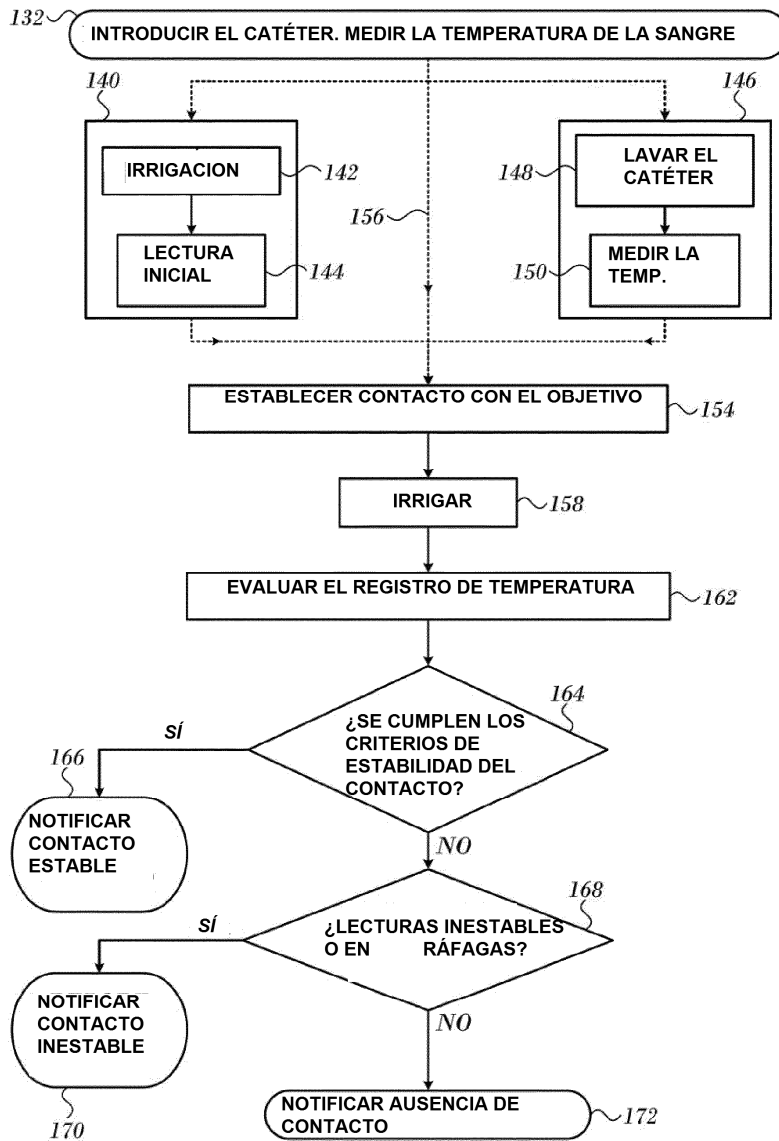 132
INTRODUCIR EL CATÉTER. MEDIR LA TEMPERATURA DE LA SANGRE
140
146
IRRIGACION
142
148
LAVAR EL
CATÉTER
156
LECTURA
INICIAL
144
150
MEDIR LA
TEMP.
ESTABLECER CONTACTO CON EL OBJETIVO
154
IRRIGAR
158
EVALUAR EL REGISTRO DE TEMPERATURA
162
164
¿SE CUMPLEN LOS
CRITERIOS DE
ESTABILIDAD DEL
CONTACTO?
SÍ
166
NOTIFICAR
CONTACTO
ESTABLE
NO
168
¿LECTURAS INESTABLES
O EN RÁFAGAS?
SÍ
NOTIFICAR
CONTACTO
INESTABLE
170
NO
NOTIFICAR AUSENCIA DE
CONTACTO
172